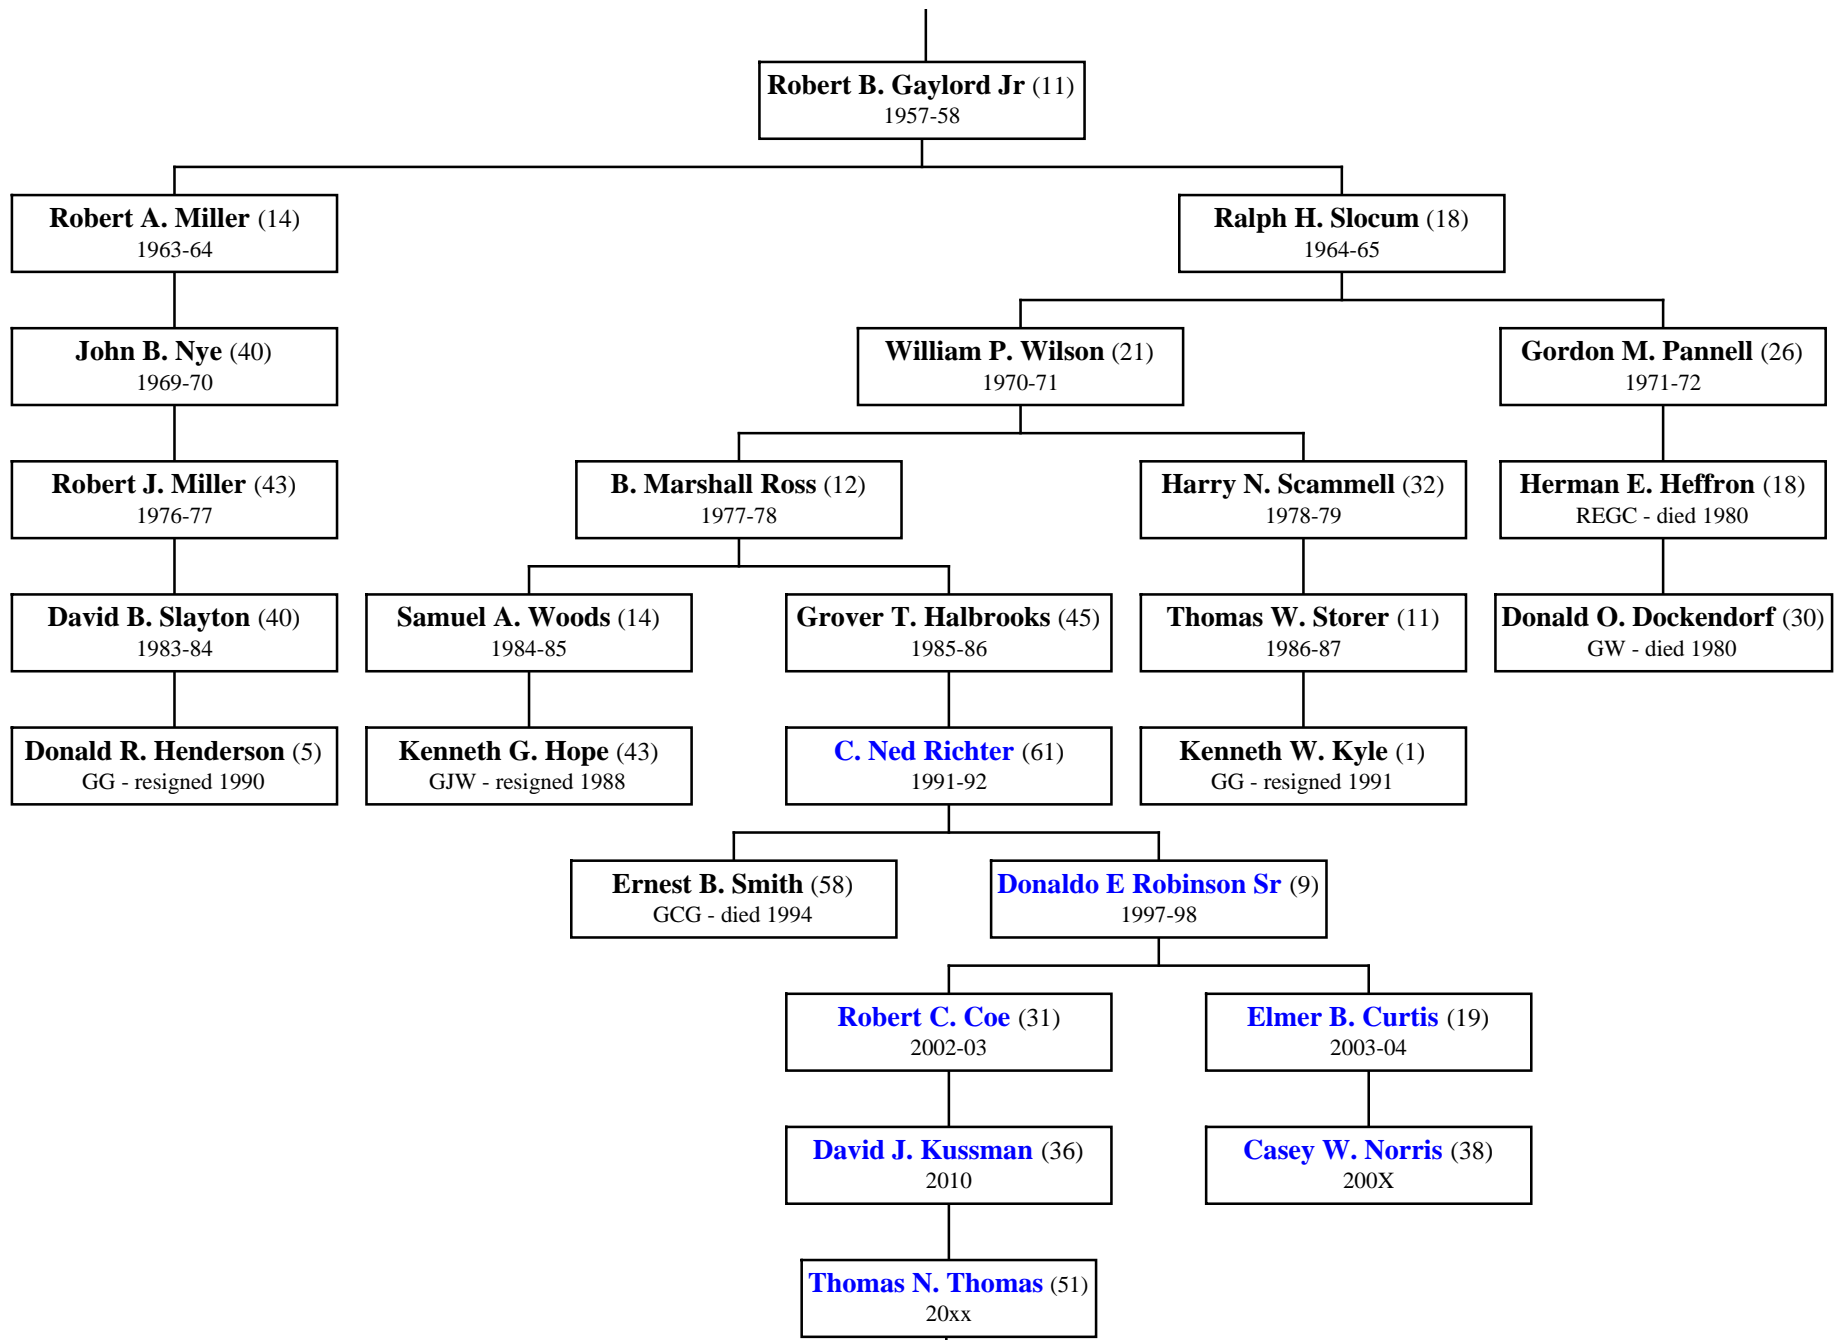 Robert B. Gaylord Jr (11)
1957-58
Robert A. Miller (14)
1963-64
Ralph H. Slocum (18)
1964-65
John B. Nye (40)
1969-70
William P. Wilson (21)
1970-71
Gordon M. Pannell (26)
1971-72
Robert J. Miller (43)
1976-77
B. Marshall Ross (12)
1977-78
Harry N. Scammell (32)
1978-79
Herman E. Heffron (18)
REGC - died 1980
David B. Slayton (40)
1983-84
Samuel A. Woods (14)
1984-85
Grover T. Halbrooks (45)
1985-86
Thomas W. Storer (11)
1986-87
Donald O. Dockendorf (30)
GW - died 1980
Donald R. Henderson (5)
GG - resigned 1990
Kenneth G. Hope (43)
GJW - resigned 1988
C. Ned Richter (61)
1991-92
Kenneth W. Kyle (1)
GG - resigned 1991
Ernest B. Smith (58)
GCG - died 1994
Donaldo E Robinson Sr (9)
1997-98
Robert C. Coe (31)
2002-03
Elmer B. Curtis (19)
2003-04
David J. Kussman (36)
2010
Casey W. Norris (38)
200X
Thomas N. Thomas (51)
20xx